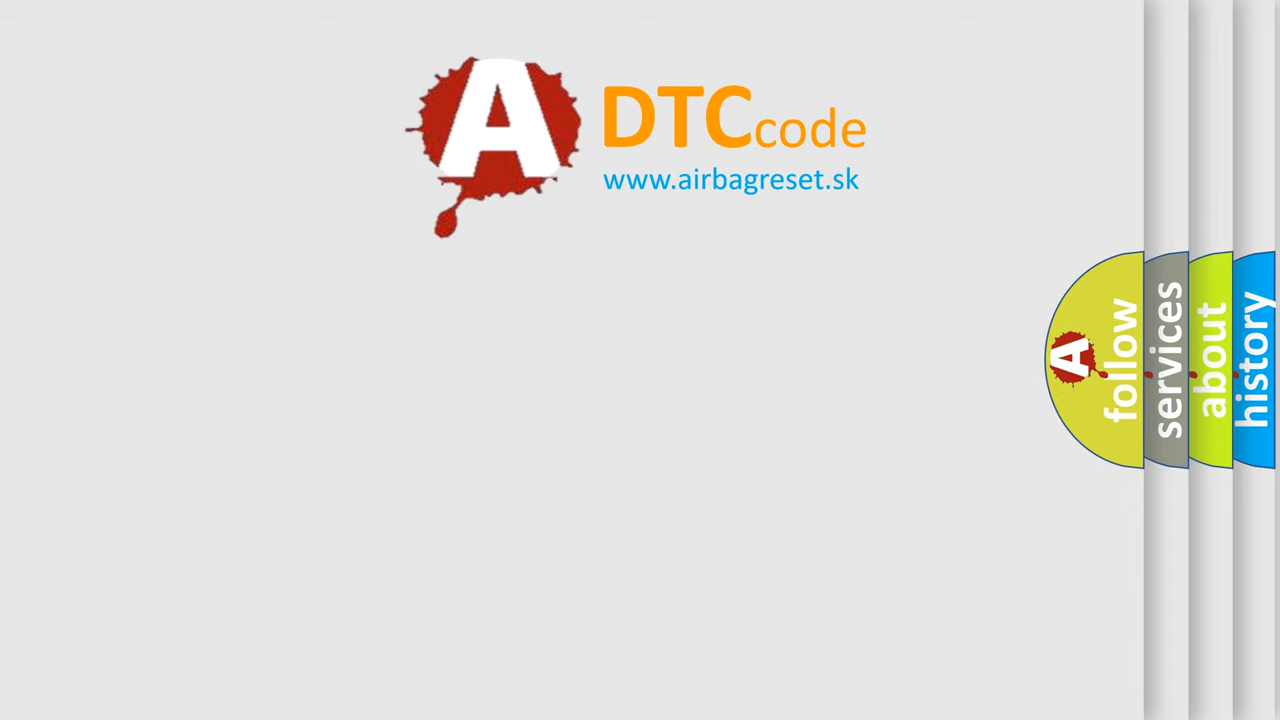 A DTCcode
www.airbagreset.sk
A follow
services
about
history